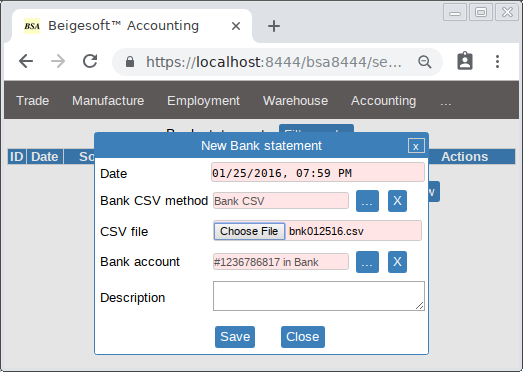 BSA Beigesoft™ Accounting
https://localhost:8444/bsa8444/se...
Trade Manufacture Employment Warehouse Accounting ...
ID Date Actions
New Bank statement x
Date 01/25/2016, 07:59 PM
Bank CSV method Bank CSV ... X
CSV file Choose File bnk012516.csv
Bank account #1236786817 in Bank ... X
Description
Save Close